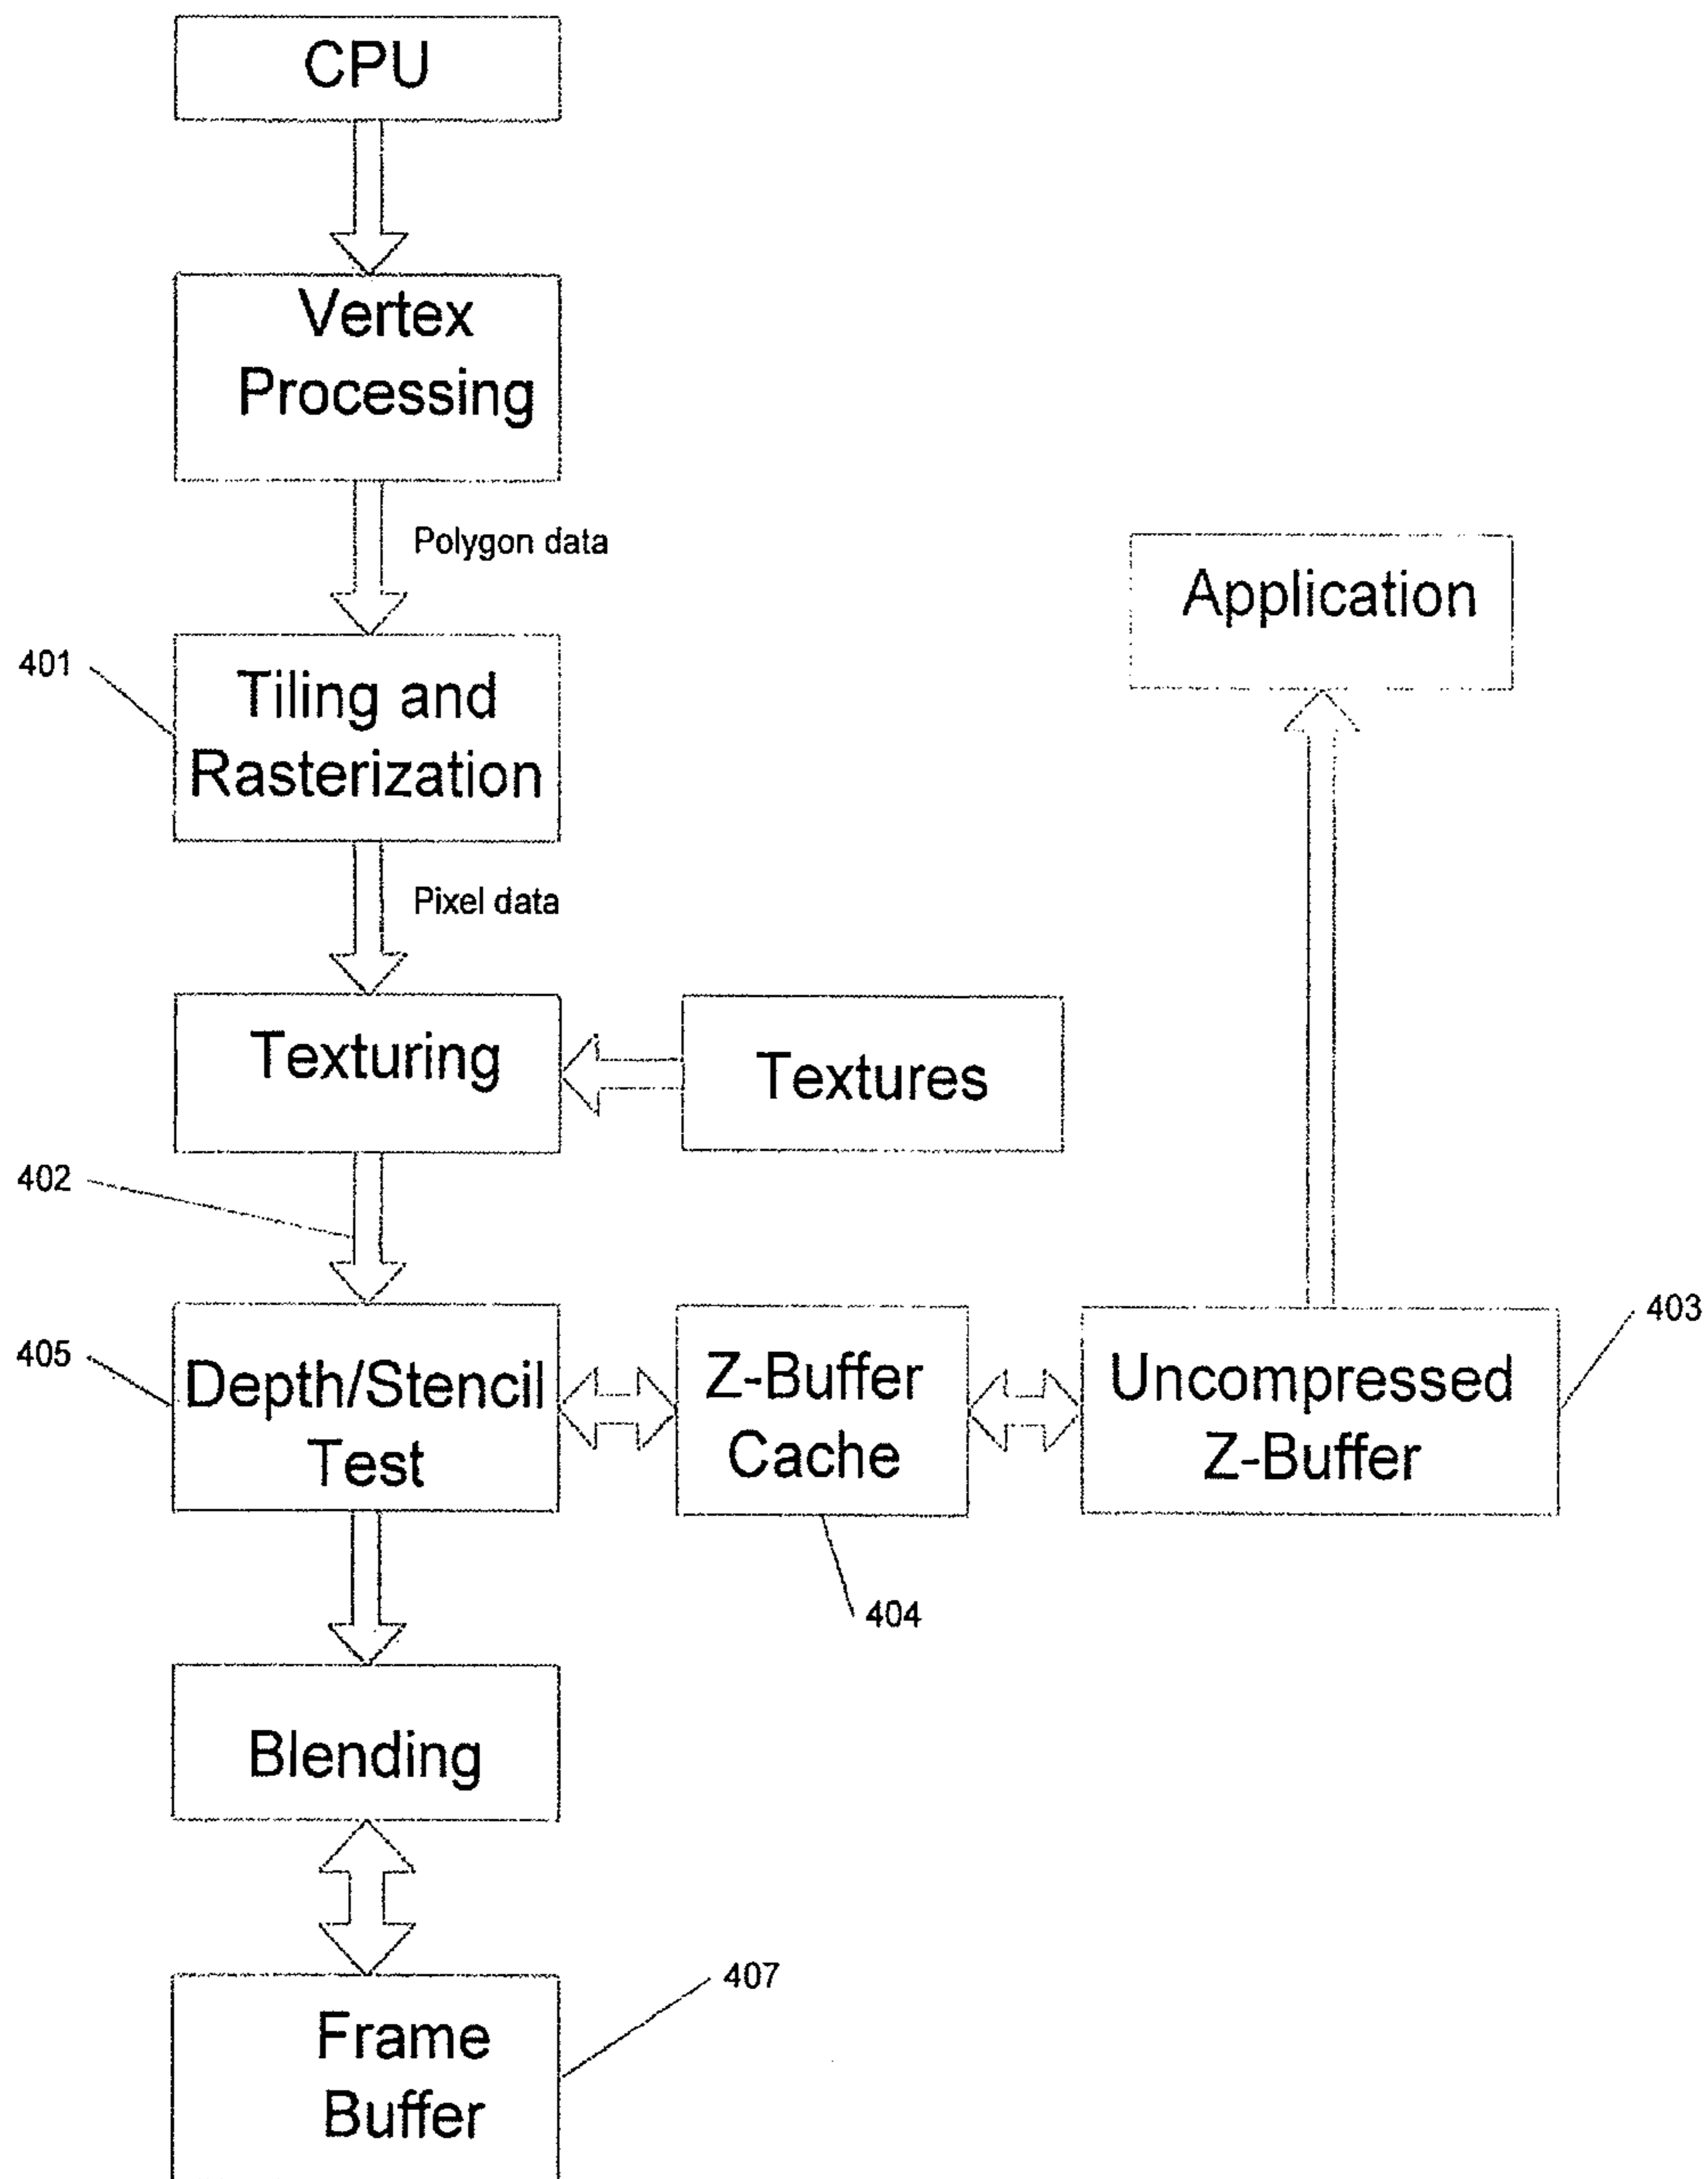 CPU
Vertex
Processing
Polygon data
Application
401
Tiling and
Rasterization
Pixel data
Texturing
Textures
402
403
405
Depth/Stencil
Test
Z-Buffer
Cache
Uncompressed
Z-Buffer
404
Blending
407
Frame
Buffer